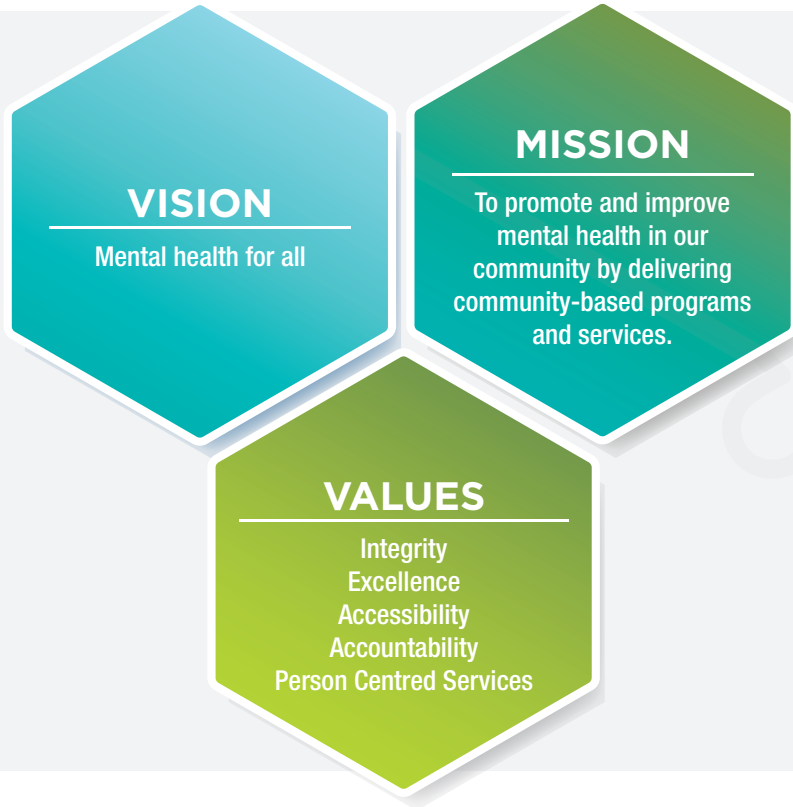 VISION
Mental health for all
MISSION
To promote and improve
mental health in our
community by delivering
community-based programs
and services.
VALUES
Integrity
Excellence
Accessibility
Accountability
Person Centred Services